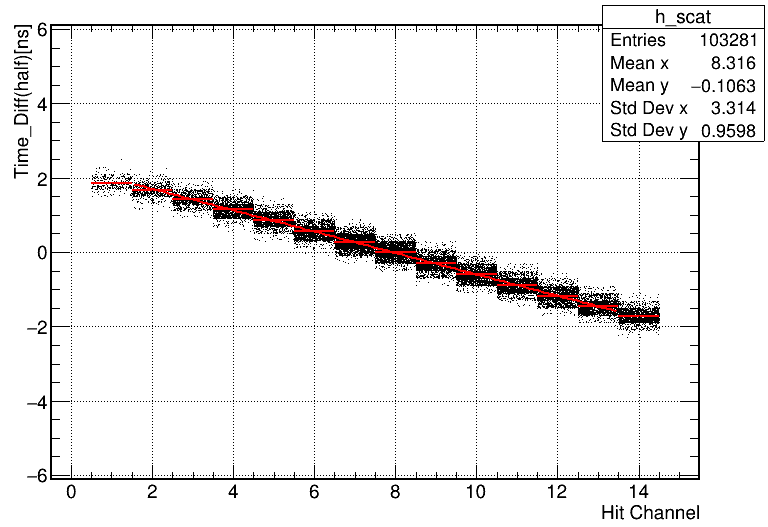 h_scat
Entries 103281
Mean x 8.316
Mean y −0.1063
Std Dev x 3.314
Std Dev y 0.9598
Time_Diff(half)[ns]
6
4
2
0
−2
−4
−6
0 2 4 6 8 10 12 14
Hit Channel